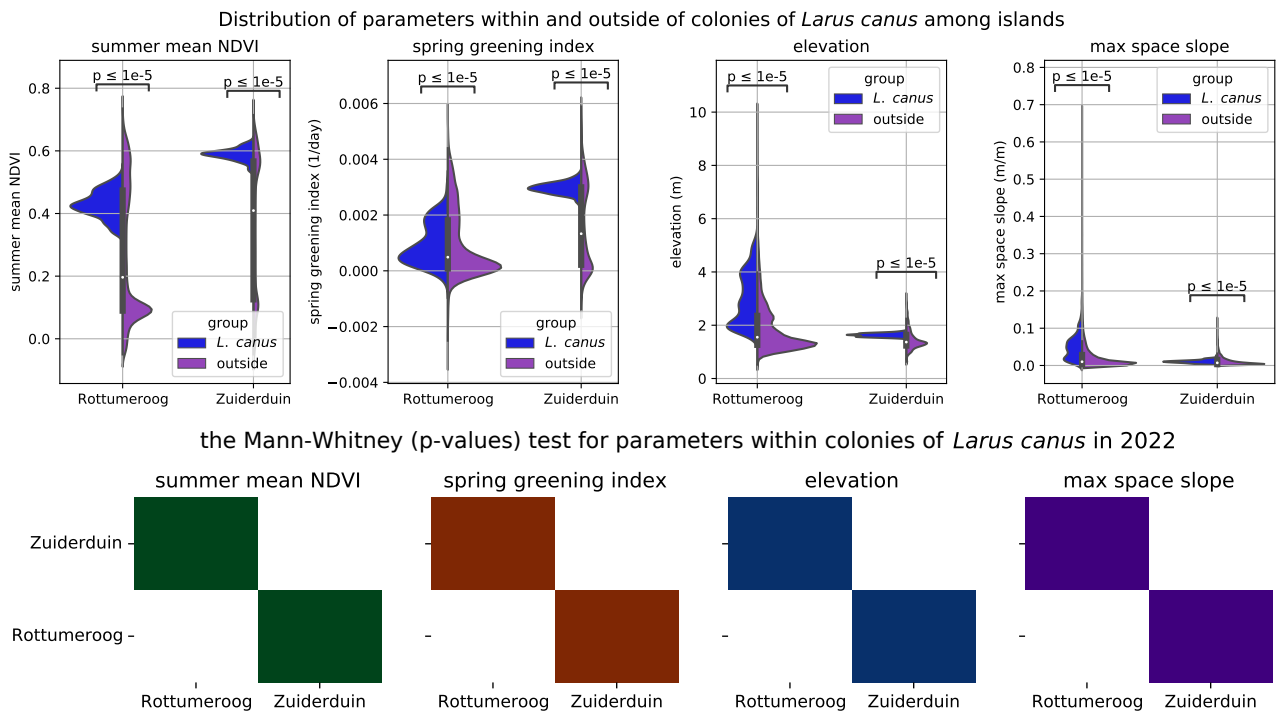 Distribution of parameters within and outside of colonies of Larus canus among islands
summer mean NDVI
summer mean NDVI
0.8
0.6
0.4
0.2
0.0
p ≤ 1e-5
p ≤ 1e-5
group
L. canus
outside
Rottumeroog
Zuiderduin
spring greening index
spring greening index (1/day)
0.006
0.004
0.002
0.000
−0.002
−0.004
p ≤ 1e-5
p ≤ 1e-5
group
L. canus
outside
Rottumeroog
Zuiderduin
elevation
elevation (m)
10
8
6
4
2
0
p ≤ 1e-5
p ≤ 1e-5
group
L. canus
outside
Rottumeroog
Zuiderduin
max space slope
max space slope (m/m)
0.8
0.7
0.6
0.5
0.4
0.3
0.2
0.1
0.0
p ≤ 1e-5
p ≤ 1e-5
group
L. canus
outside
Rottumeroog
Zuiderduin
the Mann-Whitney (p-values) test for parameters within colonies of Larus canus in 2022
summer mean NDVI
spring greening index
elevation
max space slope
Zuiderduin
Rottumeroog
Rottumeroog Zuiderduin
Rottumeroog Zuiderduin
Rottumeroog Zuiderduin
Rottumeroog Zuiderduin